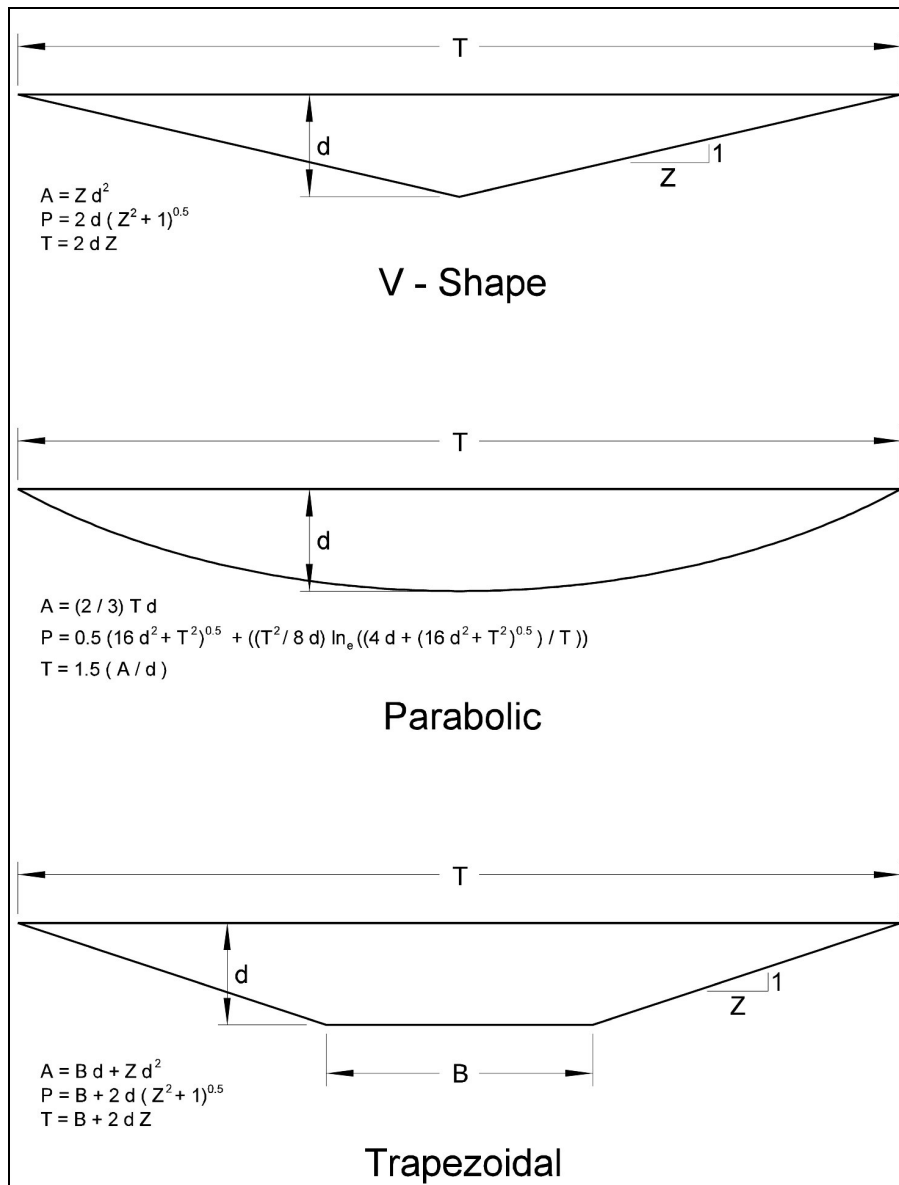 T
d
1
Z
A = Z d²
P = 2 d ( Z² + 1)^0.5
T = 2 d Z
V - Shape
T
d
A = (2 / 3) T d
P = 0.5 (16 d² + T²)^0.5 + ((T² / 8 d) ln_e ((4 d + (16 d² + T²)^0.5 ) / T ))
T = 1.5 ( A / d )
Parabolic
T
d
1
Z
B
A = B d + Z d²
P = B + 2 d ( Z² + 1)^0.5
T = B + 2 d Z
Trapezoidal